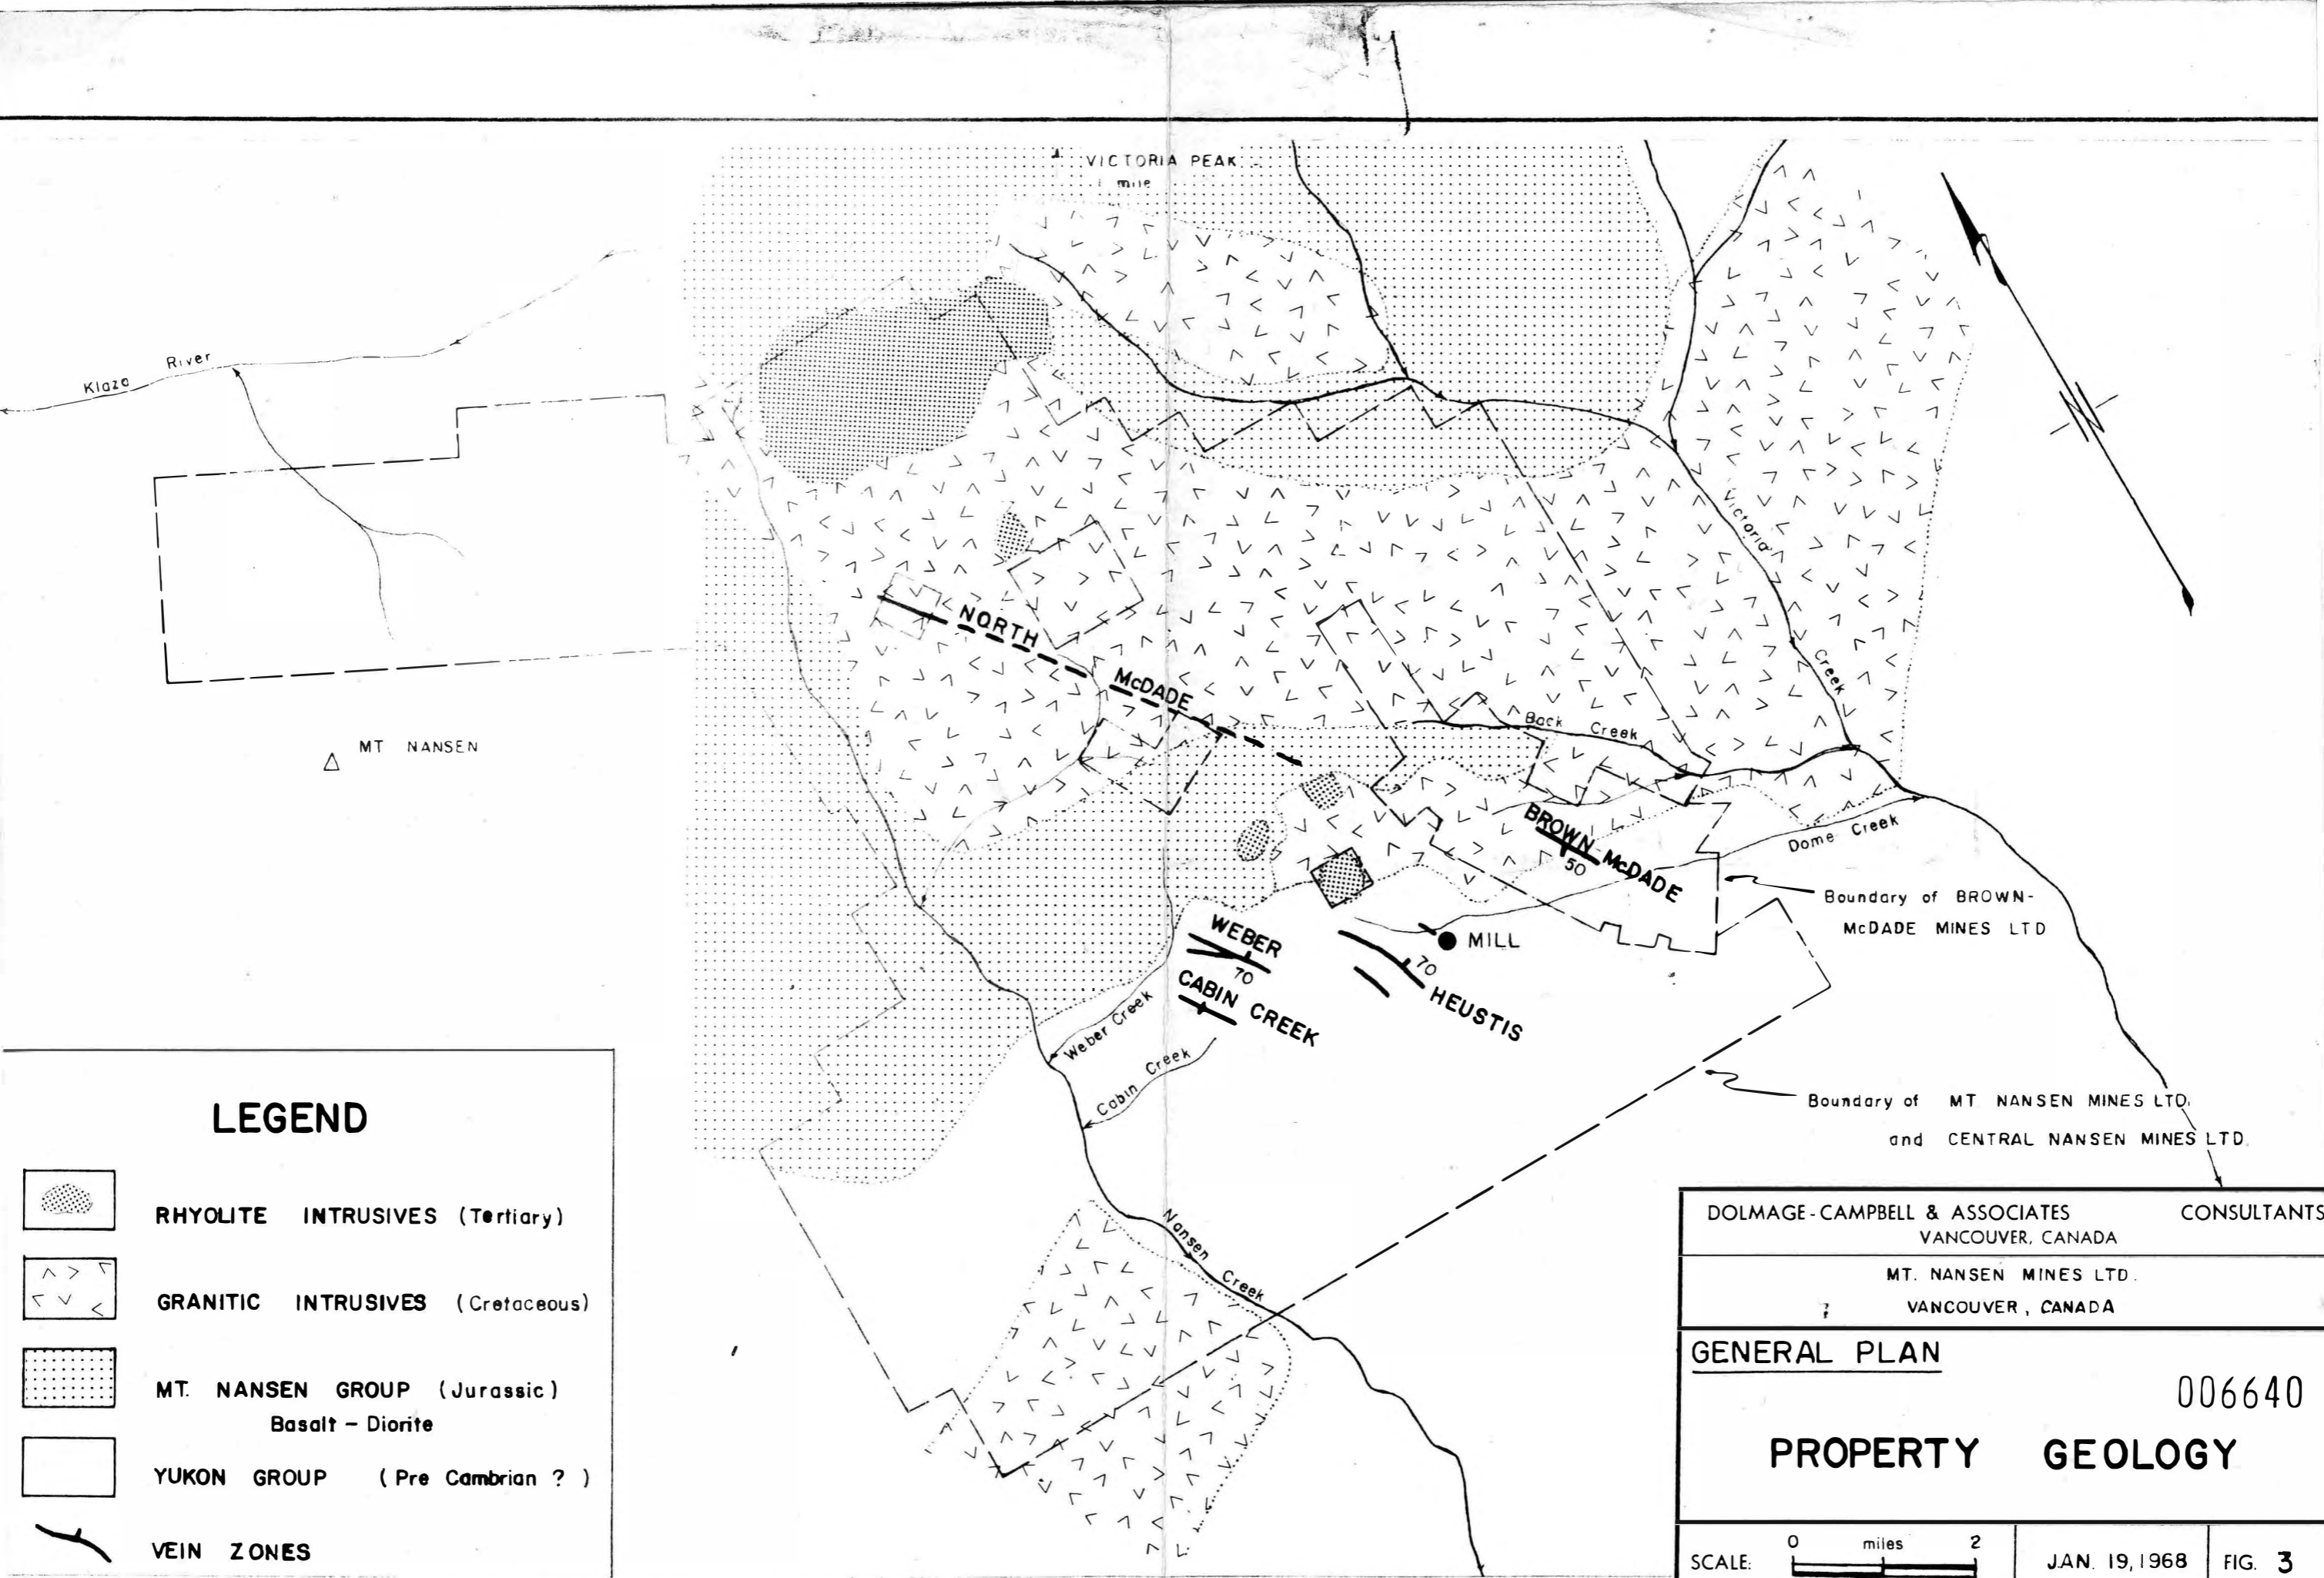 VICTORIA PEAK
1 mile
Klaza River
MT NANSEN
NORTH McDADE
Victoria Creek
Back Creek
Dome Creek
BROWN-McDADE
50
Boundary of BROWN-
McDADE MINES LTD
MILL
WEBER
70
CABIN CREEK
70
HEUSTIS
Weber Creek
Cabin Creek
Nansen Creek
N
Boundary of MT NANSEN MINES LTD.
and CENTRAL NANSEN MINES LTD.
LEGEND
RHYOLITE INTRUSIVES (Tertiary)
GRANITIC INTRUSIVES (Cretaceous)
MT. NANSEN GROUP (Jurassic)
Basalt - Diorite
YUKON GROUP (Pre Cambrian ? )
VEIN ZONES
DOLMAGE-CAMPBELL & ASSOCIATES CONSULTANTS
VANCOUVER, CANADA
MT. NANSEN MINES LTD.
VANCOUVER, CANADA
GENERAL PLAN
006640
PROPERTY GEOLOGY
SCALE: 0 miles 2
JAN. 19, 1968
FIG. 3